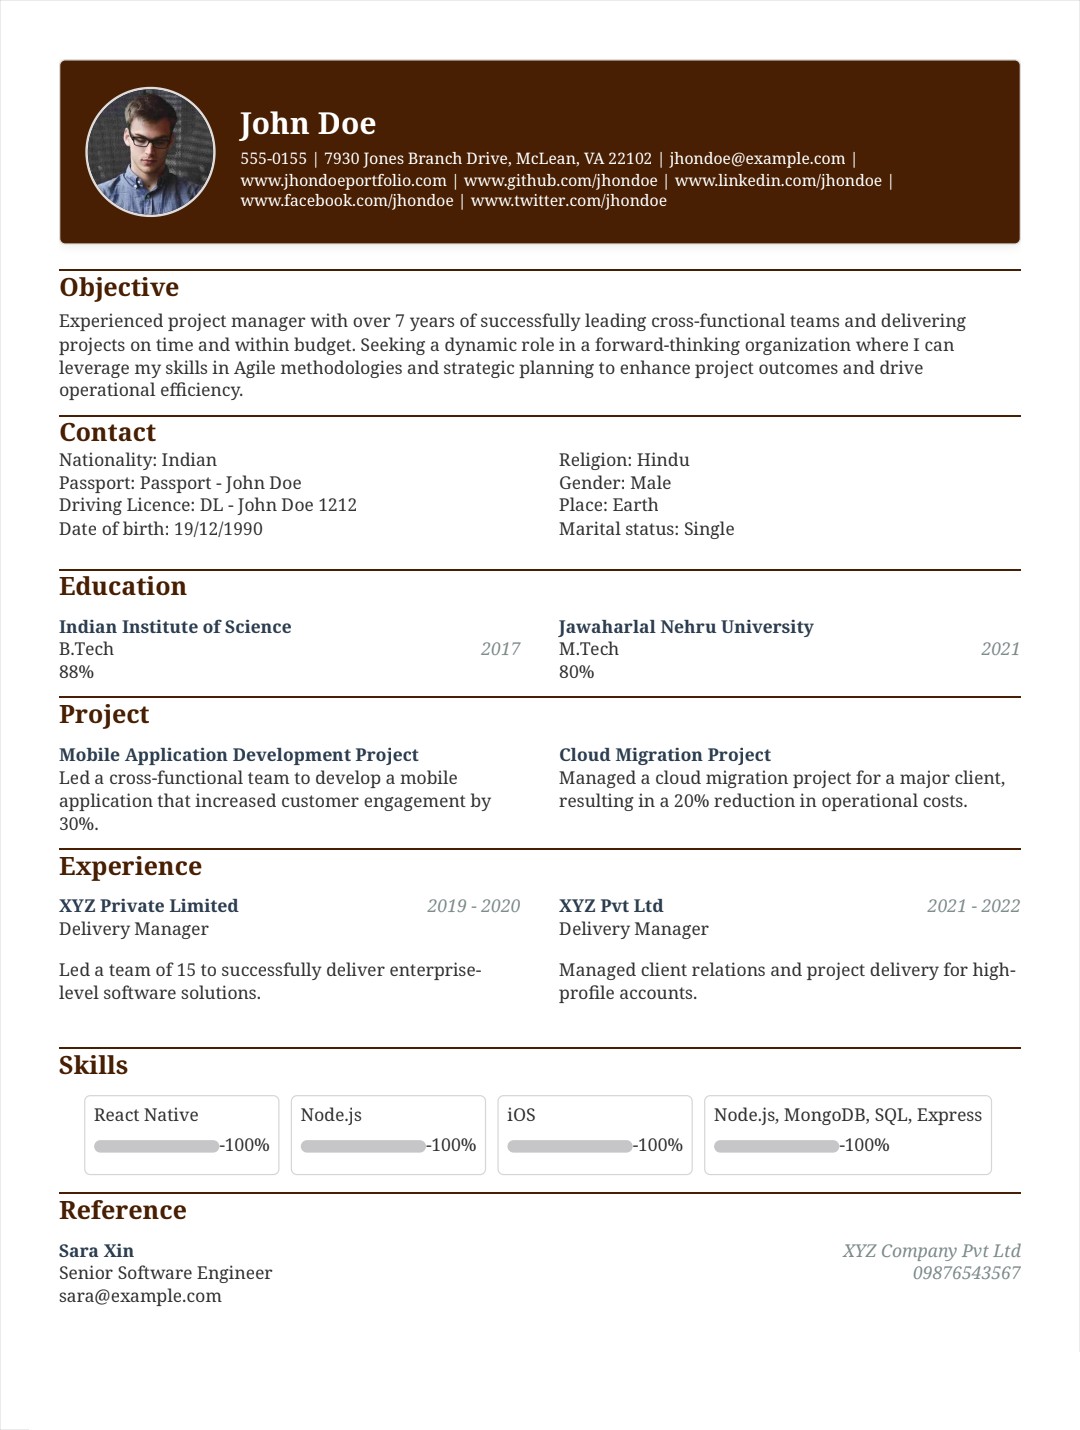 John Doe
555-0155 | 7930 Jones Branch Drive, McLean, VA 22102 | jhondoe@example.com |
www.jhondoeportfolio.com | www.github.com/jhondoe | www.linkedin.com/jhondoe |
www.facebook.com/jhondoe | www.twitter.com/jhondoe
Objective
Experienced project manager with over 7 years of successfully leading cross-functional teams and delivering
projects on time and within budget. Seeking a dynamic role in a forward-thinking organization where I can
leverage my skills in Agile methodologies and strategic planning to enhance project outcomes and drive
operational efficiency.
Contact
Nationality: Indian
Passport: Passport - John Doe
Driving Licence: DL - John Doe 1212
Date of birth: 19/12/1990
Religion: Hindu
Gender: Male
Place: Earth
Marital status: Single
Education
Indian Institute of Science
B.Tech 2017
88%
Jawaharlal Nehru University
M.Tech 2021
80%
Project
Mobile Application Development Project
Led a cross-functional team to develop a mobile
application that increased customer engagement by
30%.
Cloud Migration Project
Managed a cloud migration project for a major client,
resulting in a 20% reduction in operational costs.
Experience
XYZ Private Limited 2019 - 2020
Delivery Manager
Led a team of 15 to successfully deliver enterprise-
level software solutions.
XYZ Pvt Ltd 2021 - 2022
Delivery Manager
Managed client relations and project delivery for high-
profile accounts.
Skills
React Native
-100%
Node.js
-100%
iOS
-100%
Node.js, MongoDB, SQL, Express
-100%
Reference
Sara Xin
Senior Software Engineer
sara@example.com
XYZ Company Pvt Ltd
09876543567